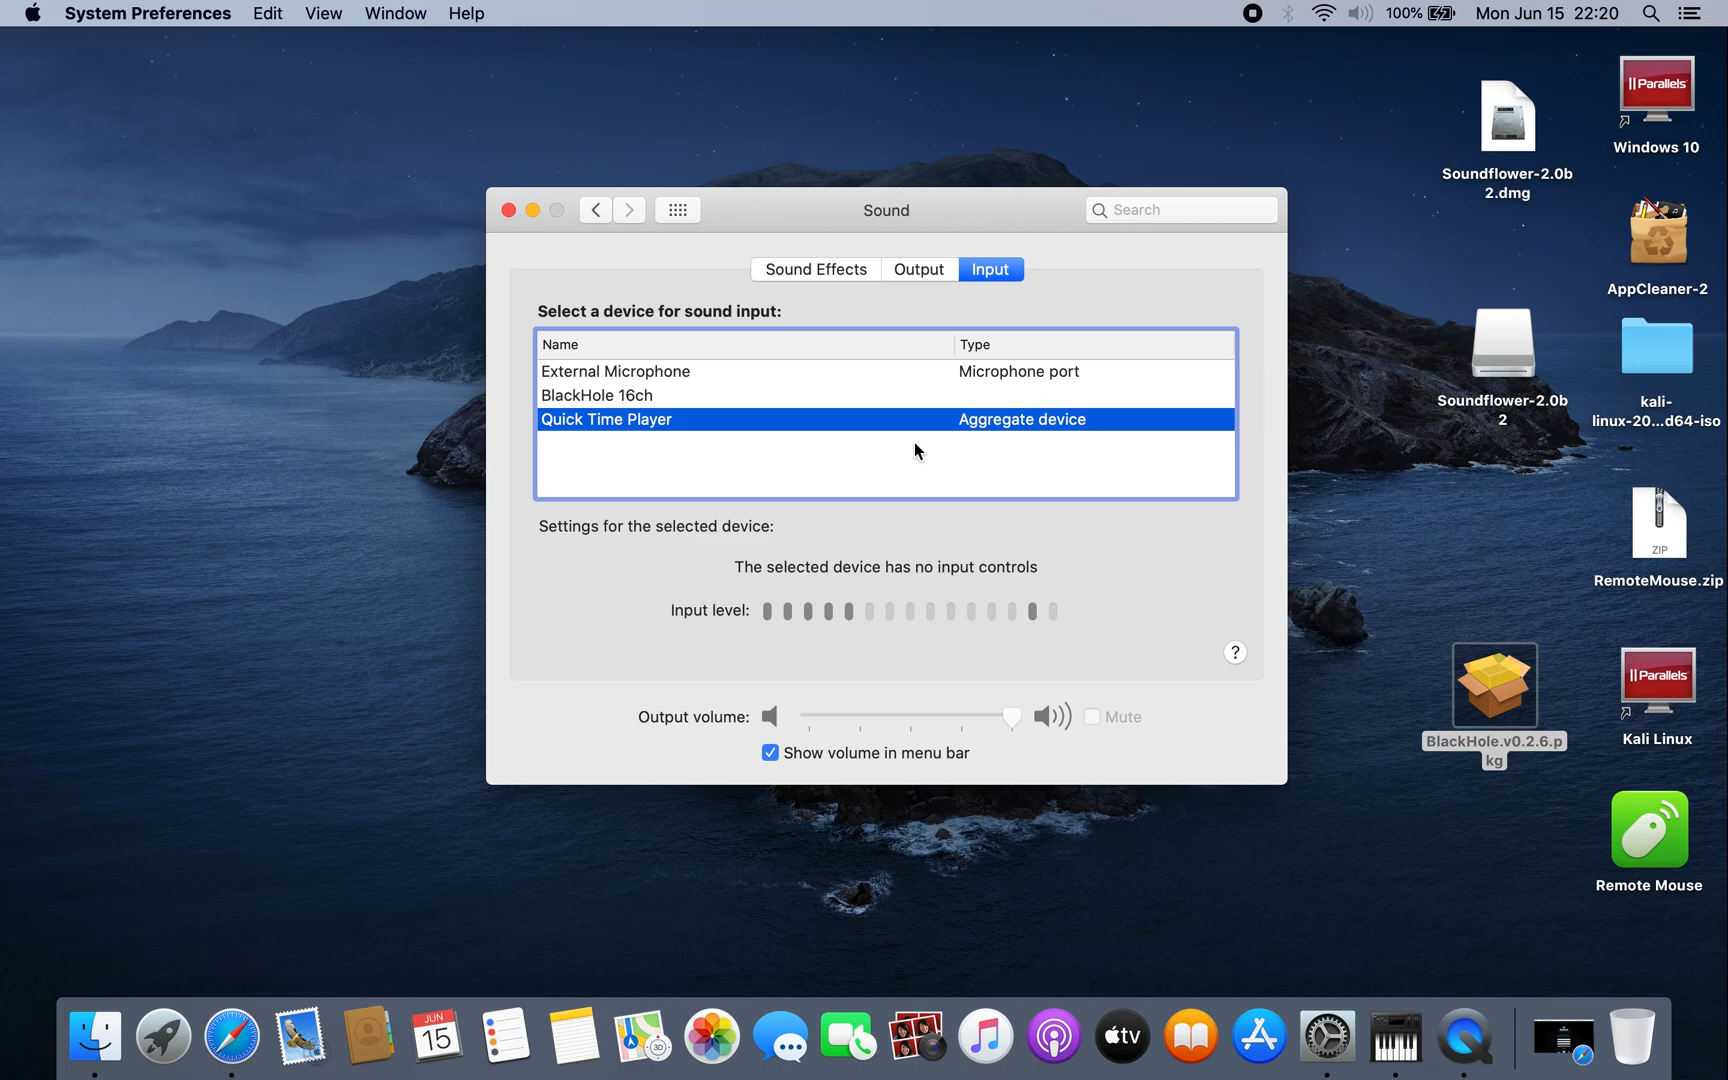 System Preferences Edit View Window Help
100% Mon Jun 15 22:20
Sound
Search
Sound Effects Output Input
Select a device for sound input:
Name Type
External Microphone Microphone port
BlackHole 16ch
Quick Time Player Aggregate device
Settings for the selected device:
The selected device has no input controls
Input level:
?
Output volume: Mute
Show volume in menu bar
Soundflower-2.0b
2.dmg
|| Parallels
Windows 10
AppCleaner-2
Soundflower-2.0b
2
kali-
linux-20...d64-iso
ZIP
RemoteMouse.zip
BlackHole.v0.2.6.p
kg
|| Parallels
Kali Linux
Remote Mouse
JUN
15
3D
tv